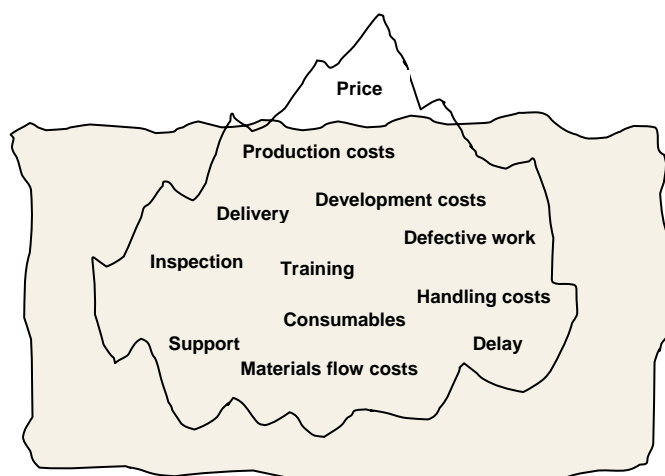 Price
Production costs
Development costs
Delivery
Defective work
Inspection
Training
Handling costs
Consumables
Support
Delay
Materials flow costs